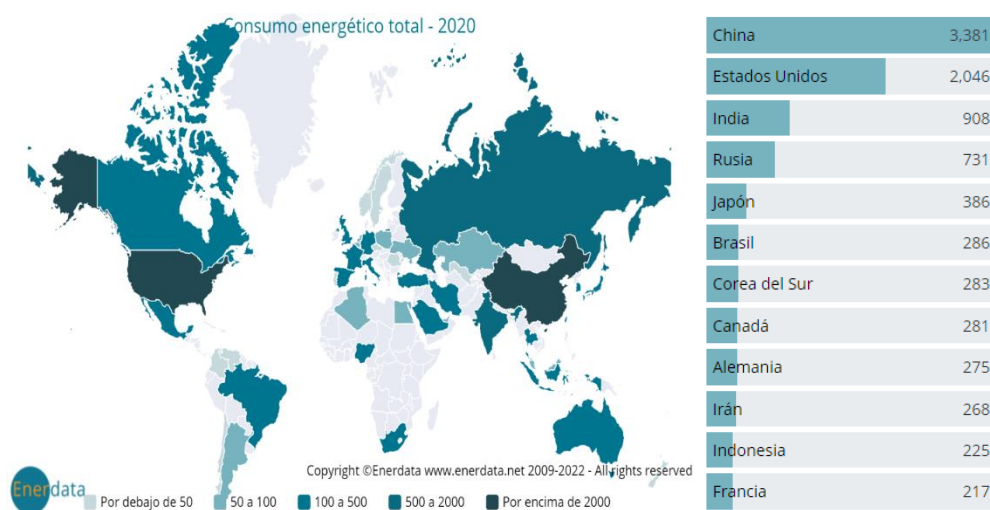 Consumo energético total - 2020
Copyright ©Enerdata www.enerdata.net 2009-2022 - All rights reserved
Enerdata
Por debajo de 50
50 a 100
100 a 500
500 a 2000
Por encima de 2000
China 3,381
Estados Unidos 2,046
India 908
Rusia 731
Japón 386
Brasil 286
Corea del Sur 283
Canadá 281
Alemania 275
Irán 268
Indonesia 225
Francia 217